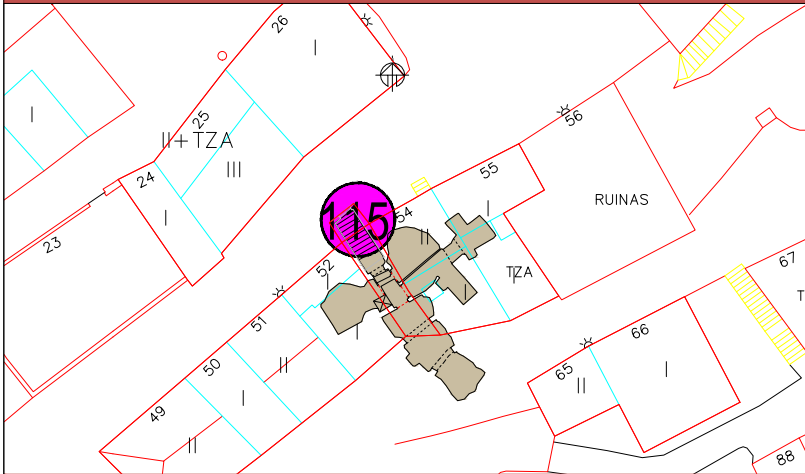 26
I
I
25
II+ TZA
III
24
I
23
56
55
RUINAS
115
54
II
I
TZA
I
52
I
I
I
51
II
50
I
49
II
67
T
66
I
65
II
88